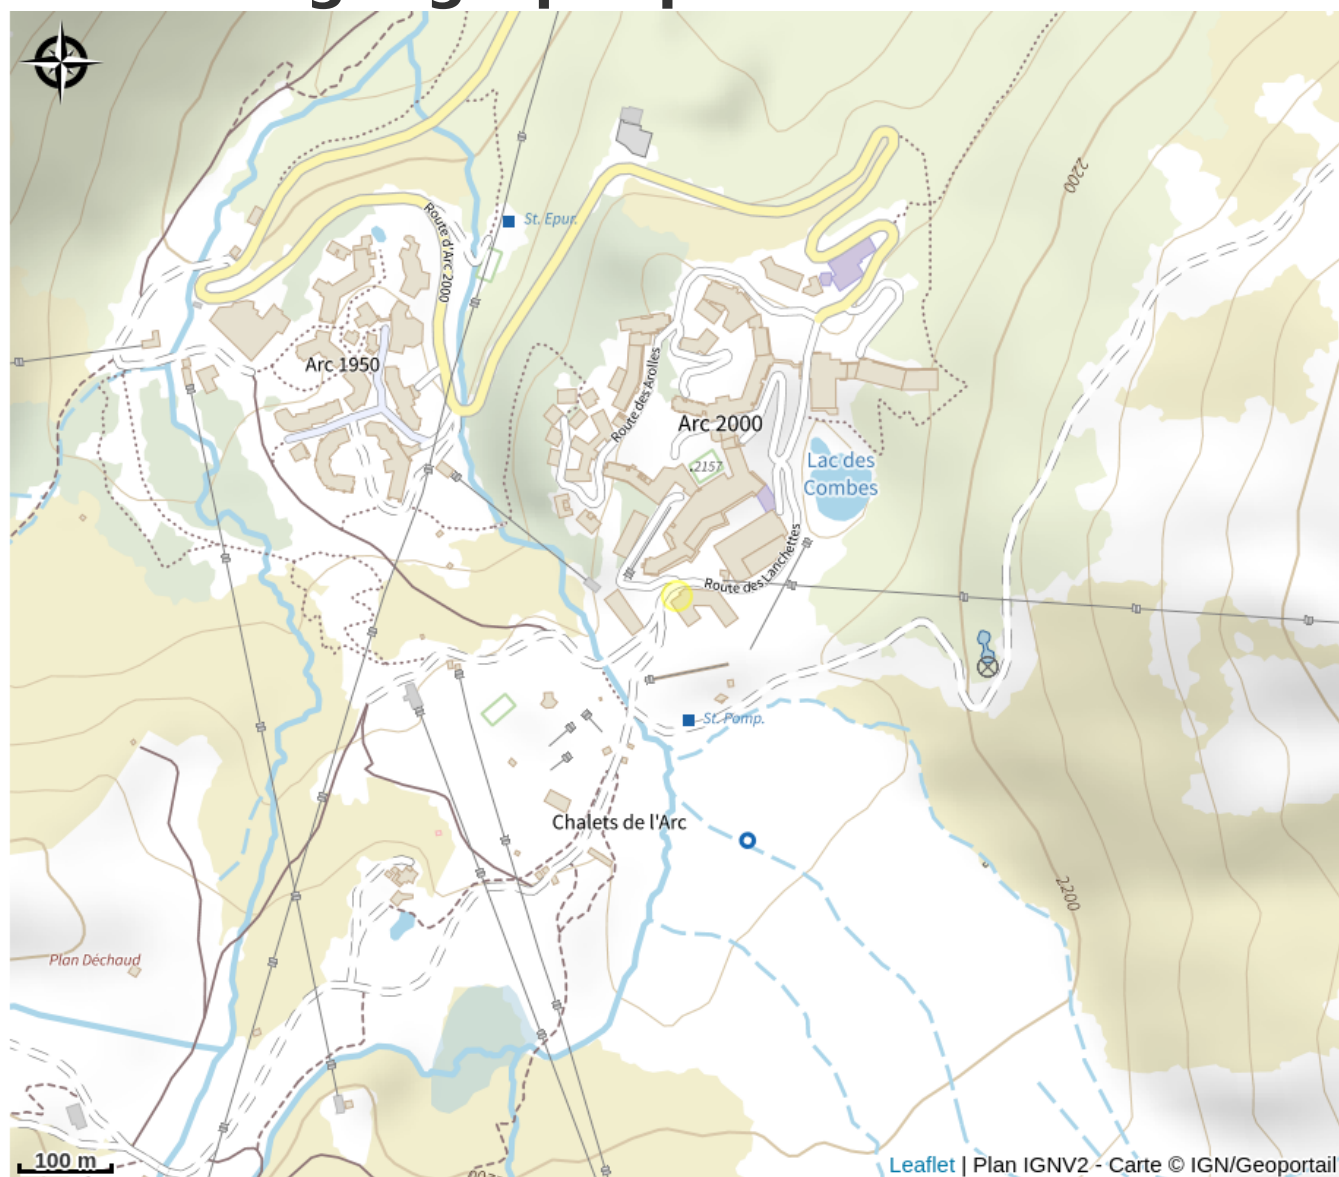 2200
St. Epur.
Route d'Arc 2000
Arc 1950
Route des Arolles
Arc 2000
.2157
Lac des
Combes
Route des Lanchettes
St. Pomp.
Chalets de l'Arc
2200
Plan Déchaud
100 m
Leaflet | Plan IGNV2 - Carte © IGN/Geoportail